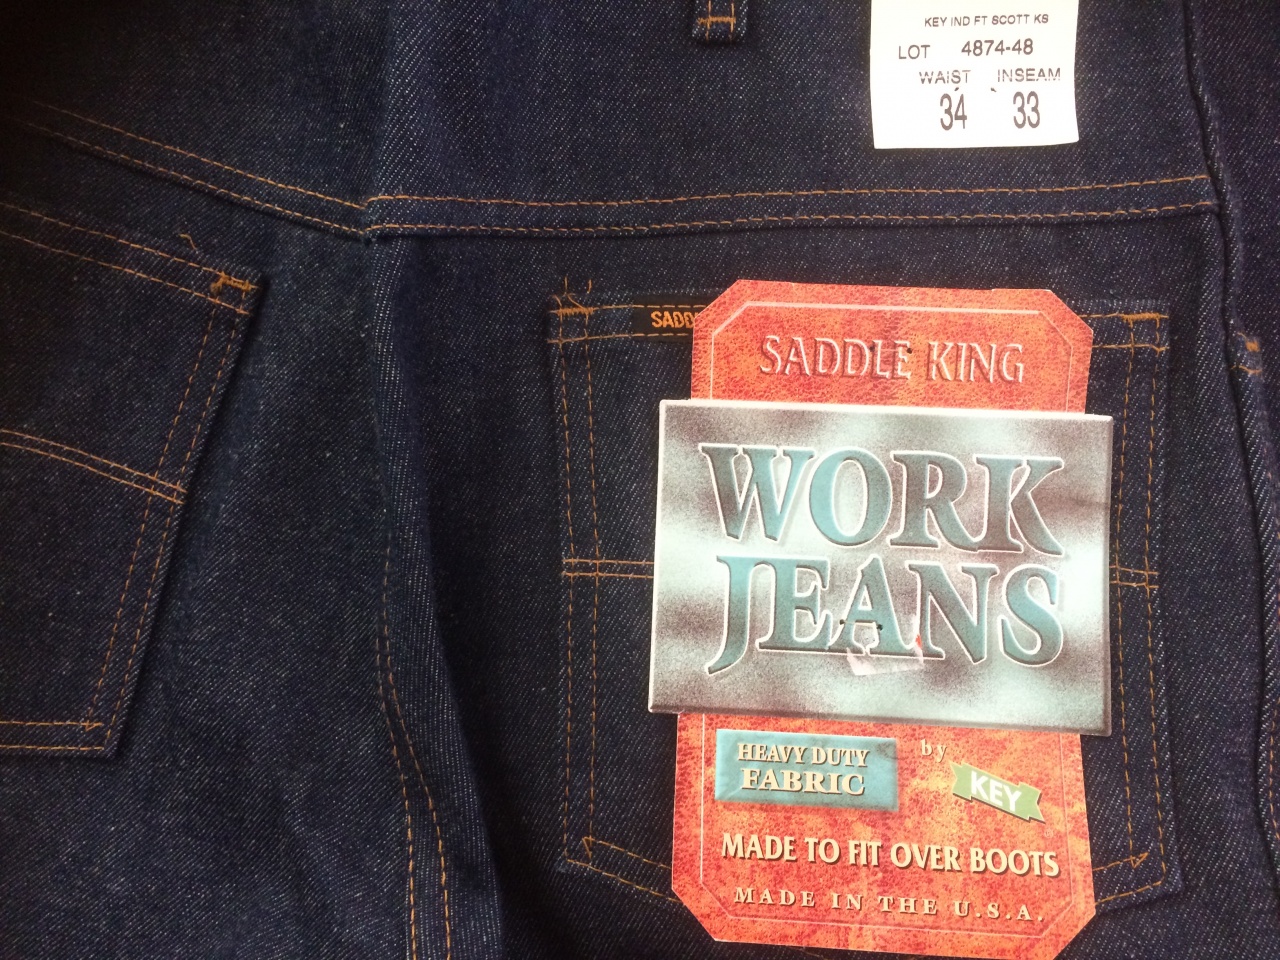 KEY IND FT SCOTT KS
LOT 4874-48
WAIST INSEAM
34 33
SADD
SADDLE KING
WORK
JEANS
HEAVY DUTY
FABRIC
by
KEY
MADE TO FIT OVER BOOTS
MADE IN THE U.S.A.